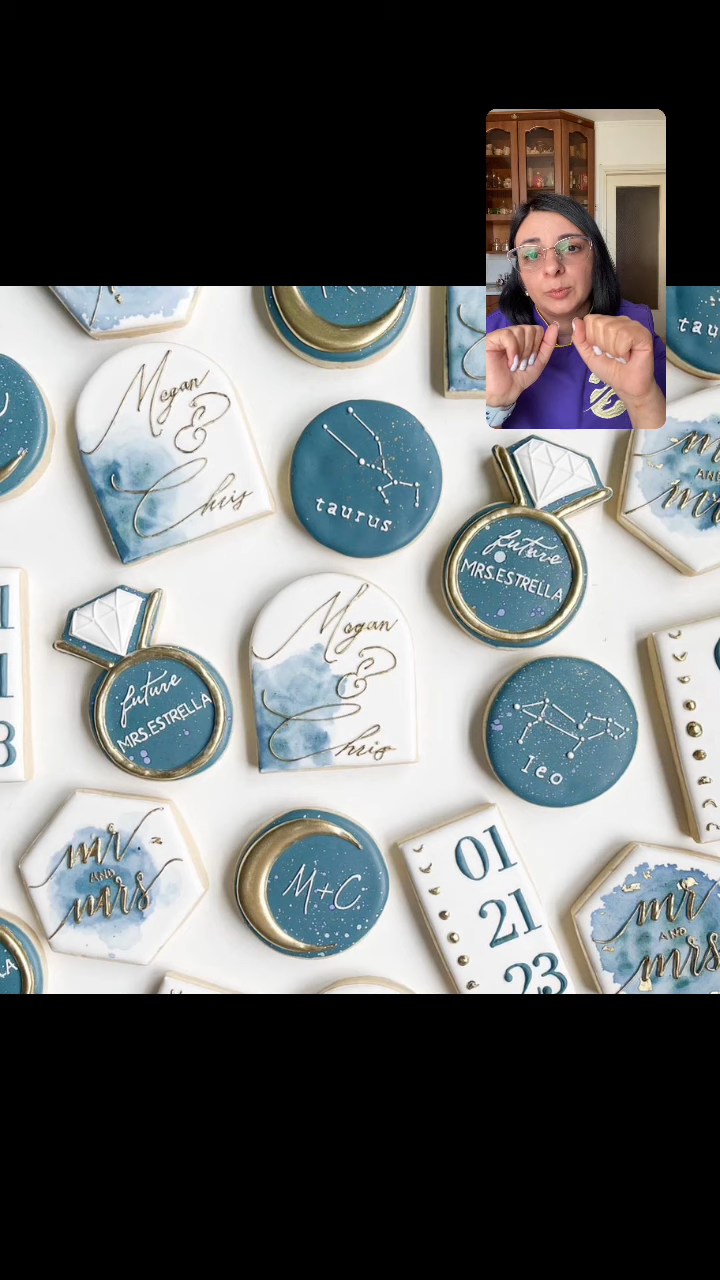 tau
Megan
&
Chris
taurus
future
MRS.ESTRELLA
mr
AND
mrs
Megan
&
Chris
future
MRS.ESTRELLA
leo
mr
AND
mrs
M+C
01
21
23
mr
AND
mrs